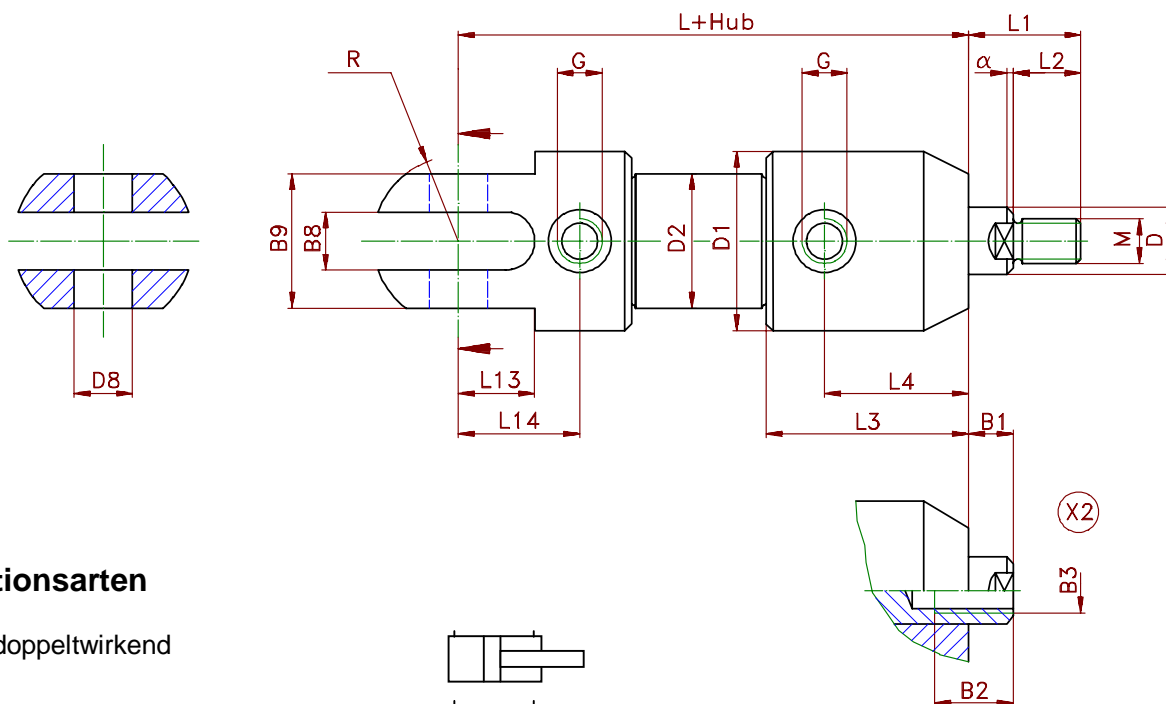 L+Hub
L1
R
G
G
α
L2
B9
B8
D2
D1
M
D
D8
L13
L4
L14
L3
B1
X2
B3
tionsarten
doppeltwirkend
B2